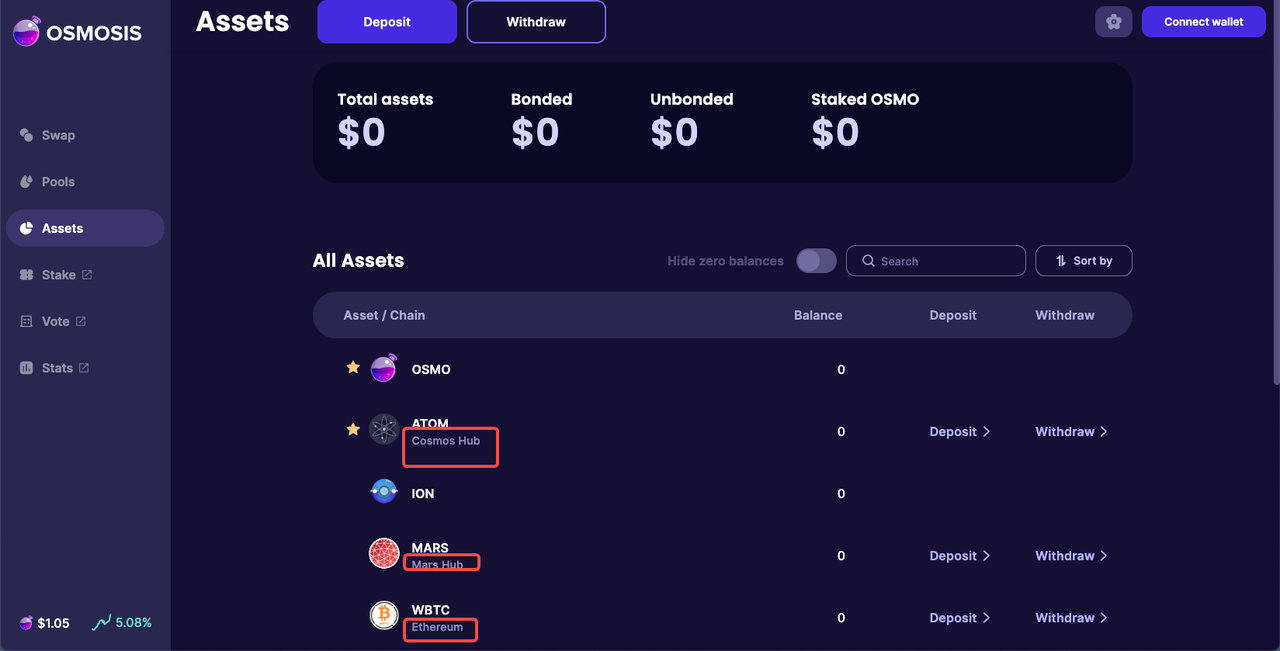 OSMOSIS
Assets
Deposit
Withdraw
Connect wallet
Swap
Pools
Assets
Stake
Vote
Stats
$1.05
5.08%
Total assets
Bonded
Unbonded
Staked OSMO
$0
$0
$0
$0
All Assets
Hide zero balances
Search
Sort by
Asset / Chain
Balance
Deposit
Withdraw
OSMO
0
ATOM
Cosmos Hub
0
Deposit
Withdraw
ION
0
MARS
Mars Hub
0
Deposit
Withdraw
WBTC
Ethereum
0
Deposit
Withdraw